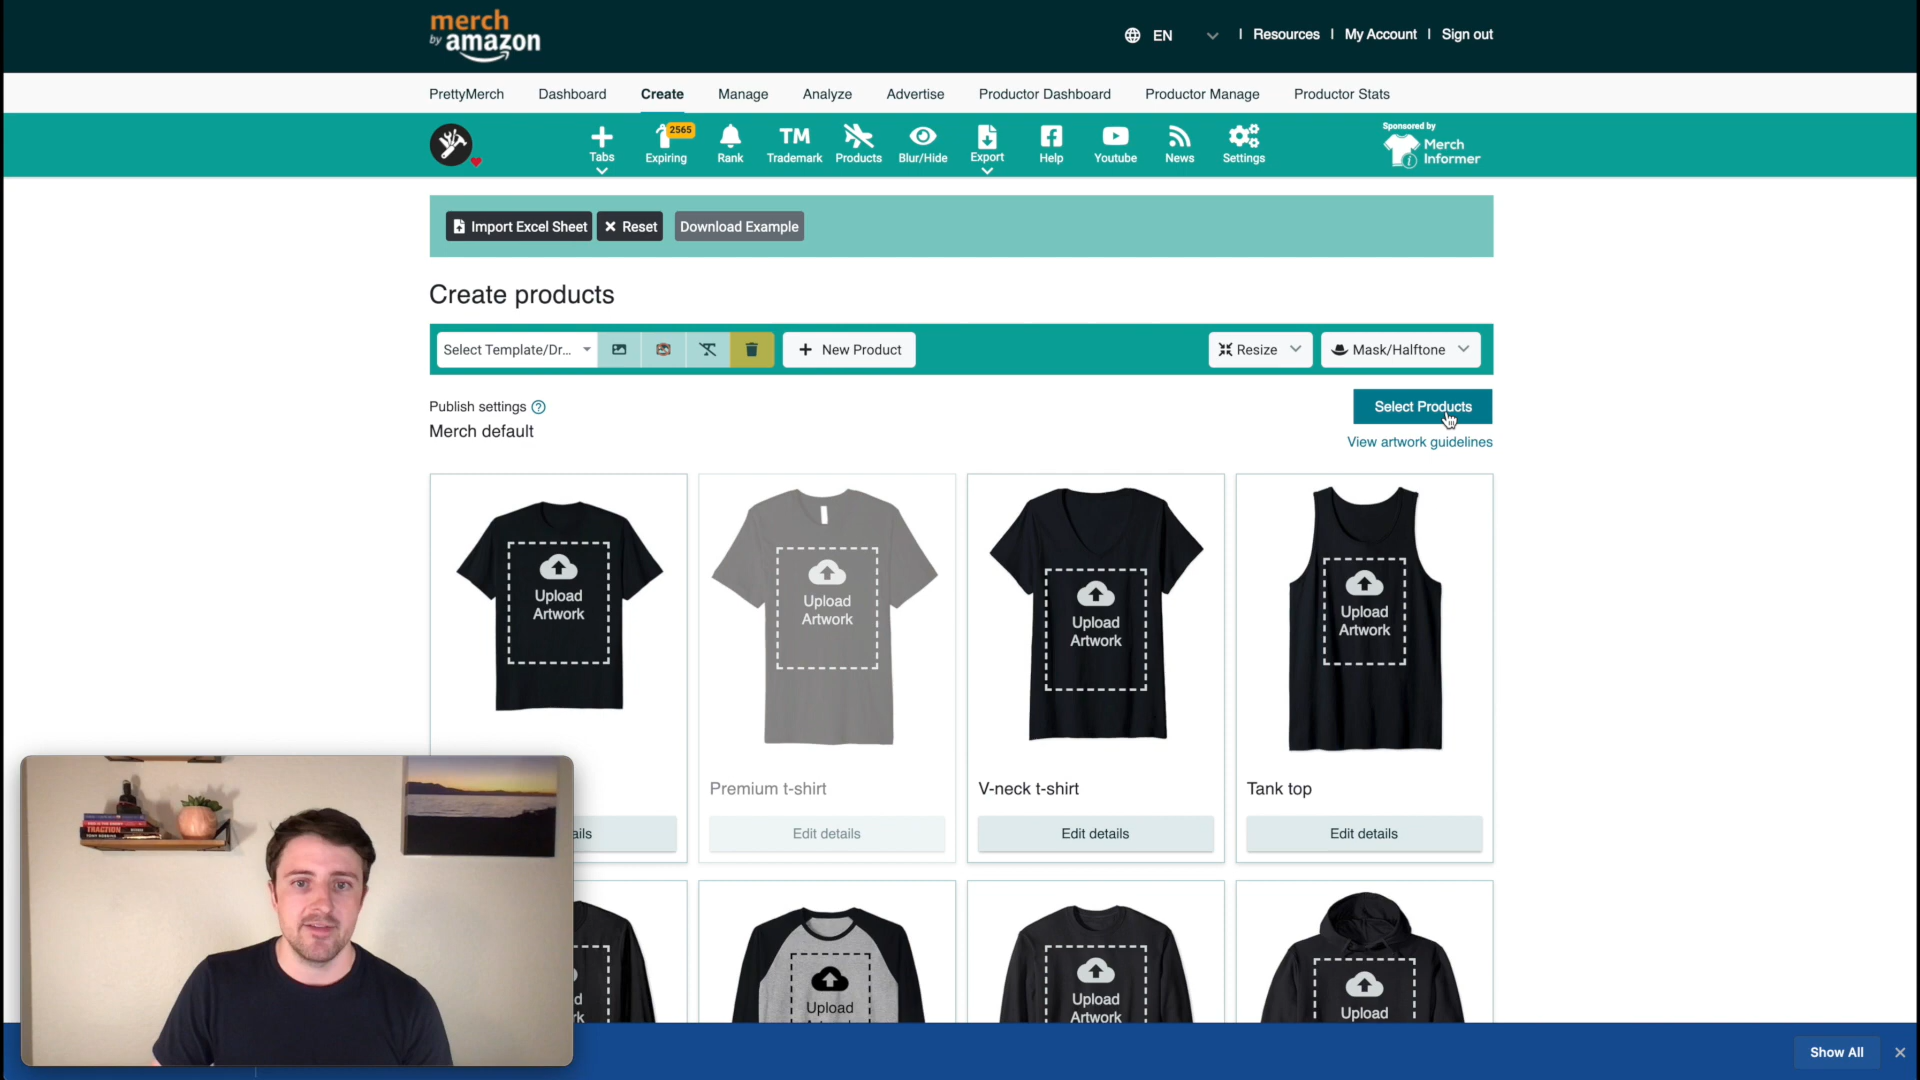 merch
by amazon
EN
Resources
My Account
Sign out
PrettyMerch
Dashboard
Create
Manage
Analyze
Advertise
Productor Dashboard
Productor Manage
Productor Stats
Tabs
2565
Expiring
Rank
TM
Trademark
Products
Blur/Hide
Export
Help
Youtube
News
Settings
Sponsored by
Merch
Informer
Import Excel Sheet
Reset
Download Example
Create products
Select Template/Dr...
New Product
Resize
Mask/Halftone
Publish settings
Merch default
Select Products
View artwork guidelines
Upload
Artwork
Upload
Artwork
Upload
Artwork
Upload
Artwork
Premium t-shirt
V-neck t-shirt
Tank top
ails
Edit details
Edit details
Edit details
TRACTION
d
rk
Upload
Upload
Artwork
Upload
Show All